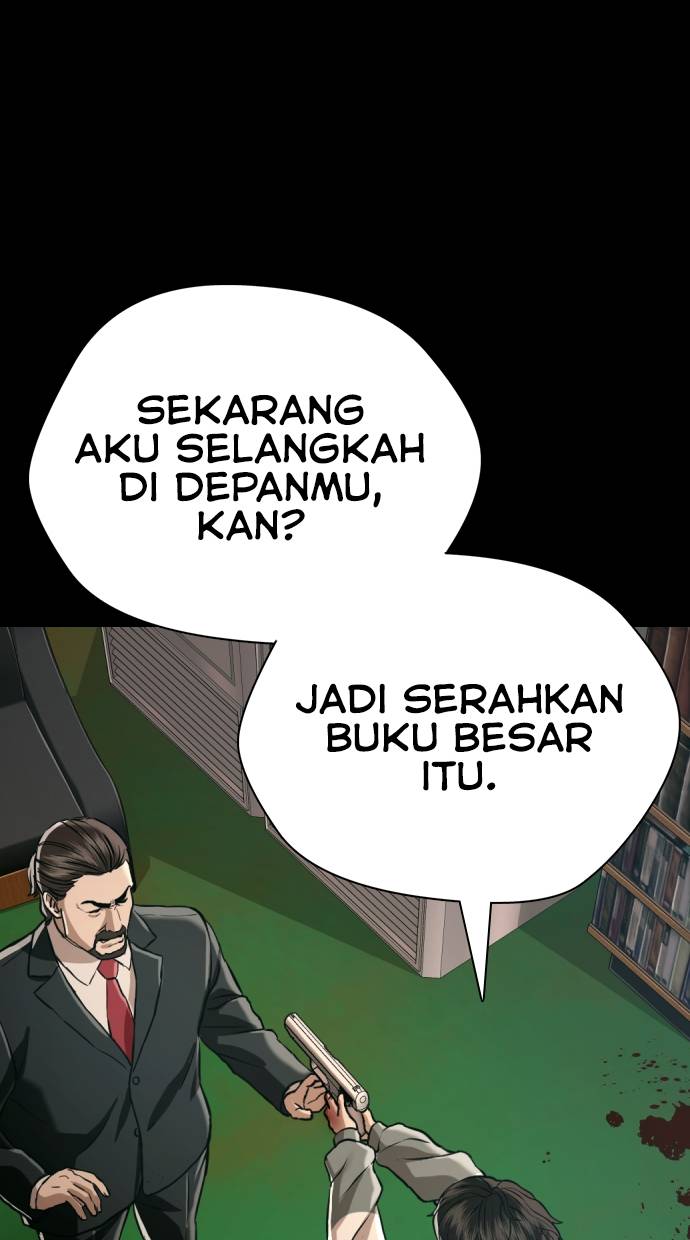 SEKARANG
AKU SELANGKAH
DI DEPANMU,
KAN?
JADI SERAHKAN
BUKU BESAR
ITU.